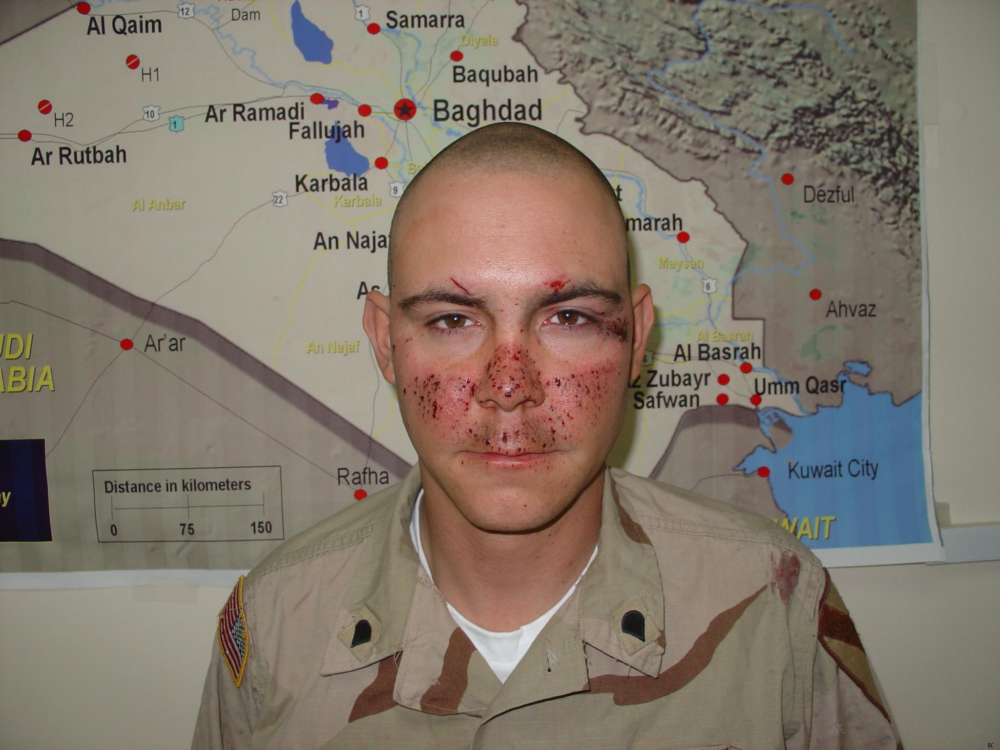 12
Dam
1
Samarra
Al Qaim
Diyala
H1
Baqubah
H2
10
1
Ar Ramadi
Baghdad
Fallujah
Ar Rutbah
Karbala
9
22
Karbala
Al Anbar
Dezful
marah
An Naja
Maysan
6
As
Ahvaz
UDI
ABIA
Ar'ar
An Najaf
Al Basrah
Al Basrah
8
Zubayr
Umm Qasr
Safwan
Kuwait City
Rafha
Distance in kilometers
0 75 150
WAIT
BC